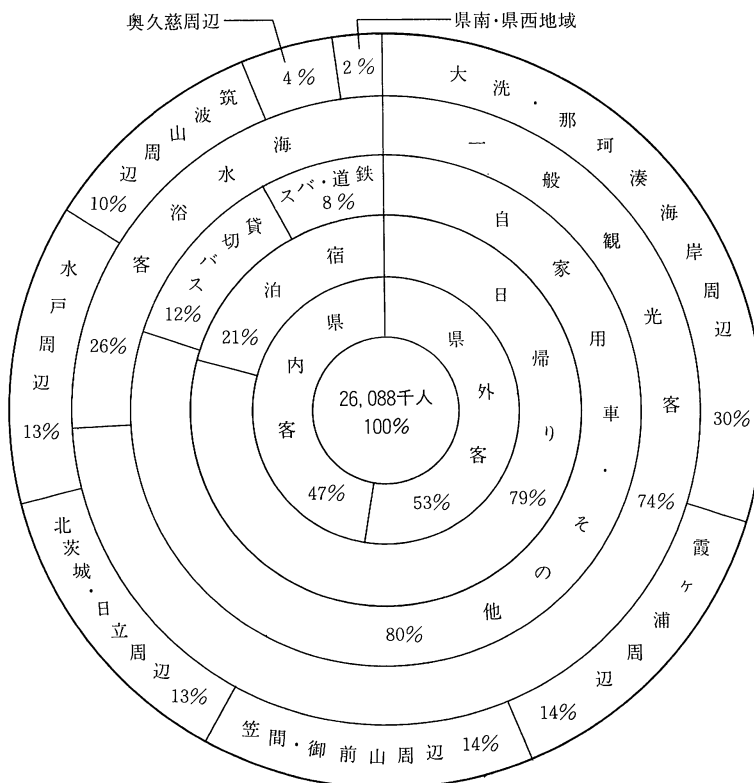 奥久慈周辺
4%
県南・県西地域
2%
大洗・那珂湊海岸周辺
30%
霞ヶ浦周辺
14%
笠間・御前山周辺
14%
北茨城・日立周辺
13%
水戸周辺
13%
筑波山周辺
10%
一般観光客
74%
海水浴客
26%
自家用車・その他
80%
貸切バス
12%
鉄道・バス
8%
日帰り
79%
宿泊
21%
県外客
53%
県内客
47%
26,088千人
100%